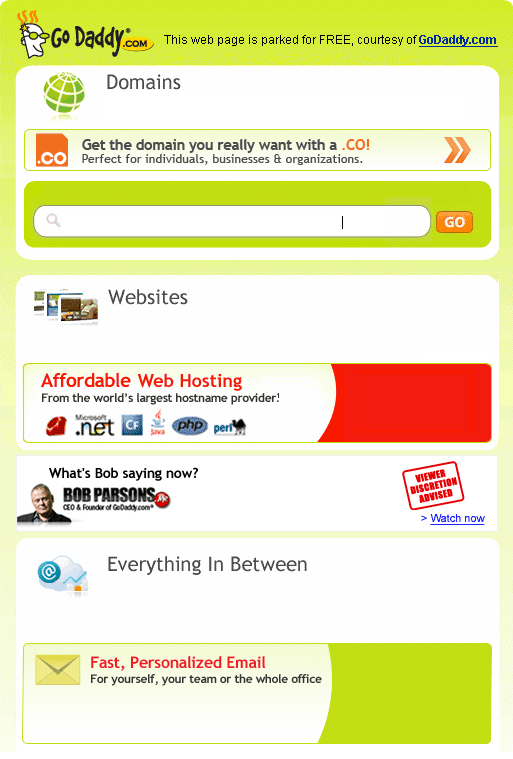 Go Daddy.COM This web page is parked for FREE, courtesy of GoDaddy.com
Domains
.CO Get the domain you really want with a .CO!
Perfect for individuals, businesses & organizations.
GO
Websites
Affordable Web Hosting
From the world's largest hostname provider!
Microsoft .net CF Java php perl
What's Bob saying now?
BOB PARSONS
CEO & Founder of GoDaddy.com®
VIEWER
DISCRETION
ADVISED
> Watch now
@ Everything In Between
Fast, Personalized Email
For yourself, your team or the whole office